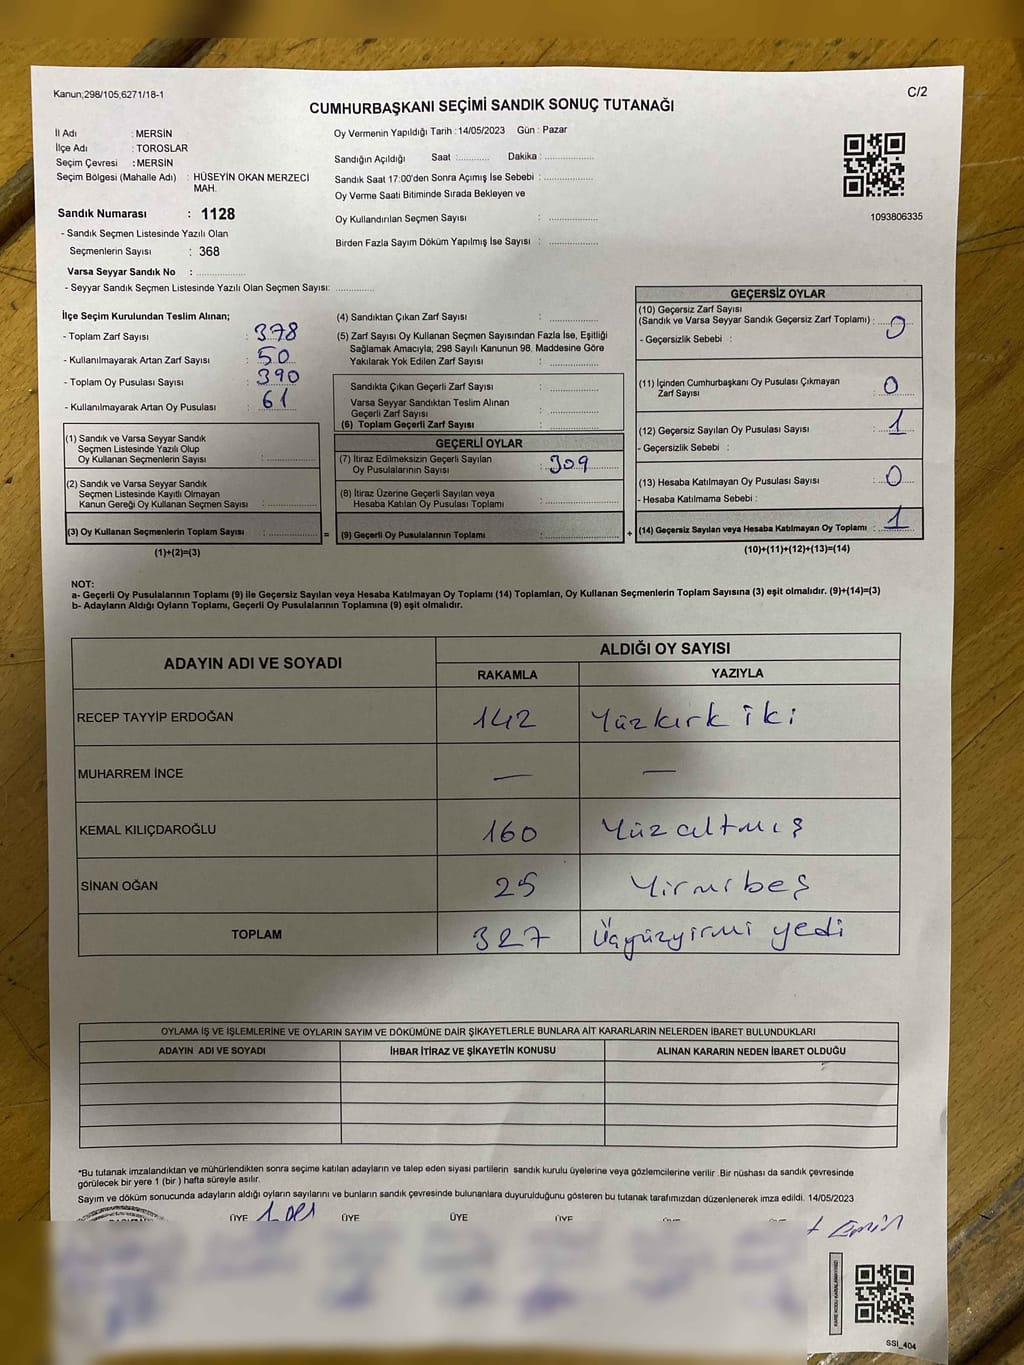 Kanun;298/105,6271/18-1
C/2
CUMHURBAŞKANI SEÇİMİ SANDIK SONUÇ TUTANAĞI
İl Adı : MERSİN
İlçe Adı : TOROSLAR
Seçim Çevresi : MERSİN
Seçim Bölgesi (Mahalle Adı) : HÜSEYİN OKAN MERZECİ
MAH.
Sandık Numarası : 1128
- Sandık Seçmen Listesinde Yazılı Olan
Seçmenlerin Sayısı : 368
Varsa Seyyar Sandık No : ..............
- Seyyar Sandık Seçmen Listesinde Yazılı Olan Seçmen Sayısı: ............
Oy Vermenin Yapıldığı Tarih : 14/05/2023 Gün : Pazar
Sandığın Açıldığı Saat :.......... Dakika : ..............
Sandık Saat 17:00'den Sonra Açımış İse Sebebi : ..............
Oy Verme Saati Bitiminde Sırada Bekleyen ve
Oy Kullandırılan Seçmen Sayısı : ..............
Birden Fazla Sayım Döküm Yapılmış İse Sayısı : ..............
1093806335
İlçe Seçim Kurulundan Teslim Alınan;
- Toplam Zarf Sayısı : 378
- Kullanılmayarak Artan Zarf Sayısı : 50
- Toplam Oy Pusulası Sayısı : 390
- Kullanılmayarak Artan Oy Pusulası : 61
(1) Sandık ve Varsa Seyyar Sandık
Seçmen Listesinde Yazılı Olup
Oy Kullanan Seçmenlerin Sayısı : ..............
(2) Sandık ve Varsa Seyyar Sandık
Seçmen Listesinde Kayıtlı Olmayan
Kanun Gereği Oy Kullanan Seçmen Sayısı : ..............
(3) Oy Kullanan Seçmenlerin Toplam Sayısı : ..............
(1)+(2)=(3)
(4) Sandıktan Çıkan Zarf Sayısı : ..............
(5) Zarf Sayısı Oy Kullanan Seçmen Sayısından Fazla İse, Eşitliği
Sağlamak Amacıyla; 298 Sayılı Kanunun 98. Maddesine Göre
Yakılarak Yok Edilen Zarf Sayısı : ..............
Sandıkta Çıkan Geçerli Zarf Sayısı : ..............
Varsa Seyyar Sandıktan Teslim Alınan
Geçerli Zarf Sayısı : ..............
(6) Toplam Geçerli Zarf Sayısı : ..............
GEÇERLİ OYLAR
(7) İtiraz Edilmeksizin Geçerli Sayılan
Oy Pusulalarının Sayısı : 309
(8) İtiraz Üzerine Geçerli Sayılan veya
Hesaba Katılan Oy Pusulası Toplamı : ..............
= (9) Geçerli Oy Pusulalarının Toplamı : ..............
GEÇERSİZ OYLAR
(10) Geçersiz Zarf Sayısı
(Sandık ve Varsa Seyyar Sandık Geçersiz Zarf Toplamı) : 0
- Geçersizlik Sebebi :
(11) İçinden Cumhurbaşkanı Oy Pusulası Çıkmayan
Zarf Sayısı : 0
(12) Geçersiz Sayılan Oy Pusulası Sayısı : 1
- Geçersizlik Sebebi :
(13) Hesaba Katılmayan Oy Pusulası Sayısı : 0
- Hesaba Katılmama Sebebi :
+ (14) Geçersiz Sayılan veya Hesaba Katılmayan Oy Toplamı : 1
(10)+(11)+(12)+(13)=(14)
NOT:
a- Geçerli Oy Pusulalarının Toplamı (9) ile Geçersiz Sayılan veya Hesaba Katılmayan Oy Toplamı (14) Toplamları, Oy Kullanan Seçmenlerin Toplam Sayısına (3) eşit olmalıdır. (9)+(14)=(3)
b- Adayların Aldığı Oyların Toplamı, Geçerli Oy Pusulalarının Toplamına (9) eşit olmalıdır.
ADAYIN ADI VE SOYADI ALDIĞI OY SAYISI
RAKAMLA YAZIYLA
RECEP TAYYİP ERDOĞAN 142 Yüzkırk iki
MUHARREM İNCE — —
KEMAL KILIÇDAROĞLU 160 Yüzaltmış
SİNAN OĞAN 25 Yirmibeş
TOPLAM 327 Üçyüzyirmi yedi
OYLAMA İŞ VE İŞLEMLERİNE VE OYLARIN SAYIM VE DÖKÜMÜNE DAİR ŞİKAYETLERLE BUNLARA AİT KARARLARIN NELERDEN İBARET BULUNDUKLARI
ADAYIN ADI VE SOYADI İHBAR İTİRAZ VE ŞİKAYETİN KONUSU ALINAN KARARIN NEDEN İBARET OLDUĞU
*Bu tutanak imzalandıktan ve mühürlendikten sonra seçime katılan adayların ve talep eden siyasi partilerin sandık kurulu üyelerine veya gözlemcilerine verilir .Bir nüshası da sandık çevresinde
görülecek bir yere 1 (bir ) hafta süreyle asılır.
Sayım ve döküm sonucunda adayların aldığı oyların sayılarını ve bunların sandık çevresinde bulunanlara duyurulduğunu gösteren bu tutanak tarafımızdan düzenlenerek imza edildi. 14/05/2023
ÜYE ÜYE ÜYE ÜYE
Emin
SSİ_404